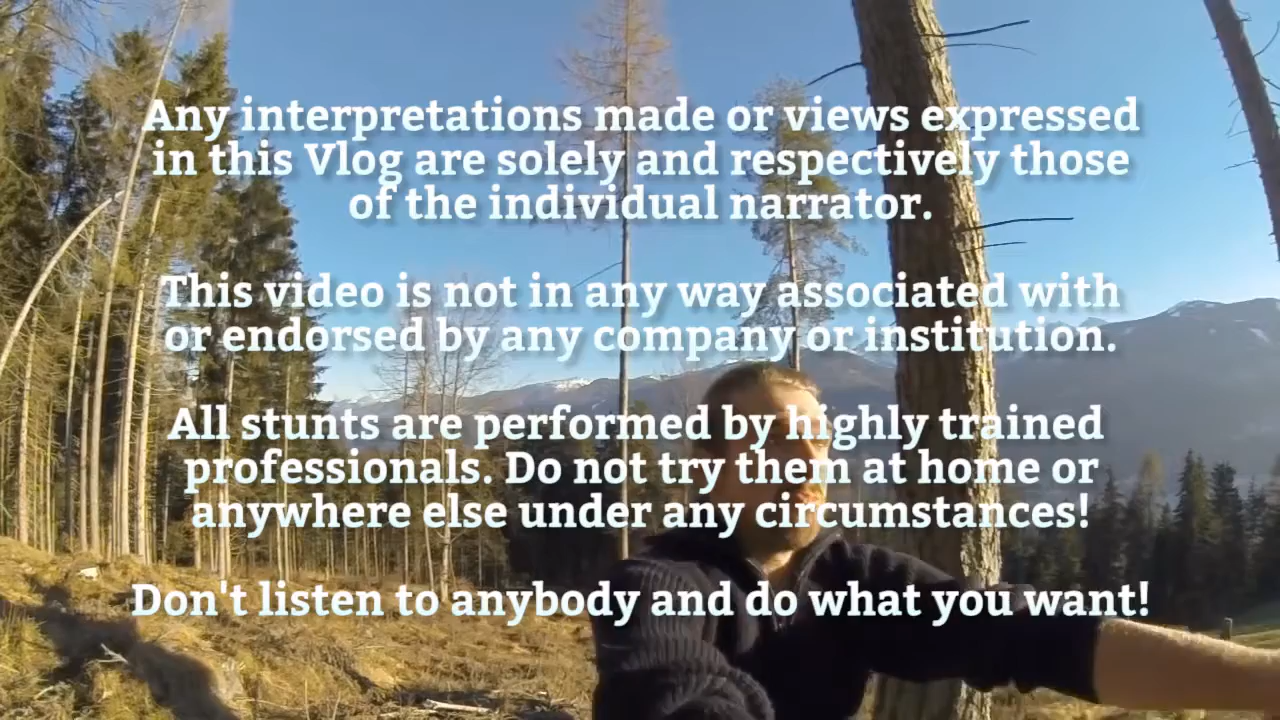 Any interpretations made or views expressed
in this Vlog are solely and respectively those
of the individual narrator.
This video is not in any way associated with
or endorsed by any company or institution.
All stunts are performed by highly trained
professionals. Do not try them at home or
anywhere else under any circumstances!
Don't listen to anybody and do what you want!